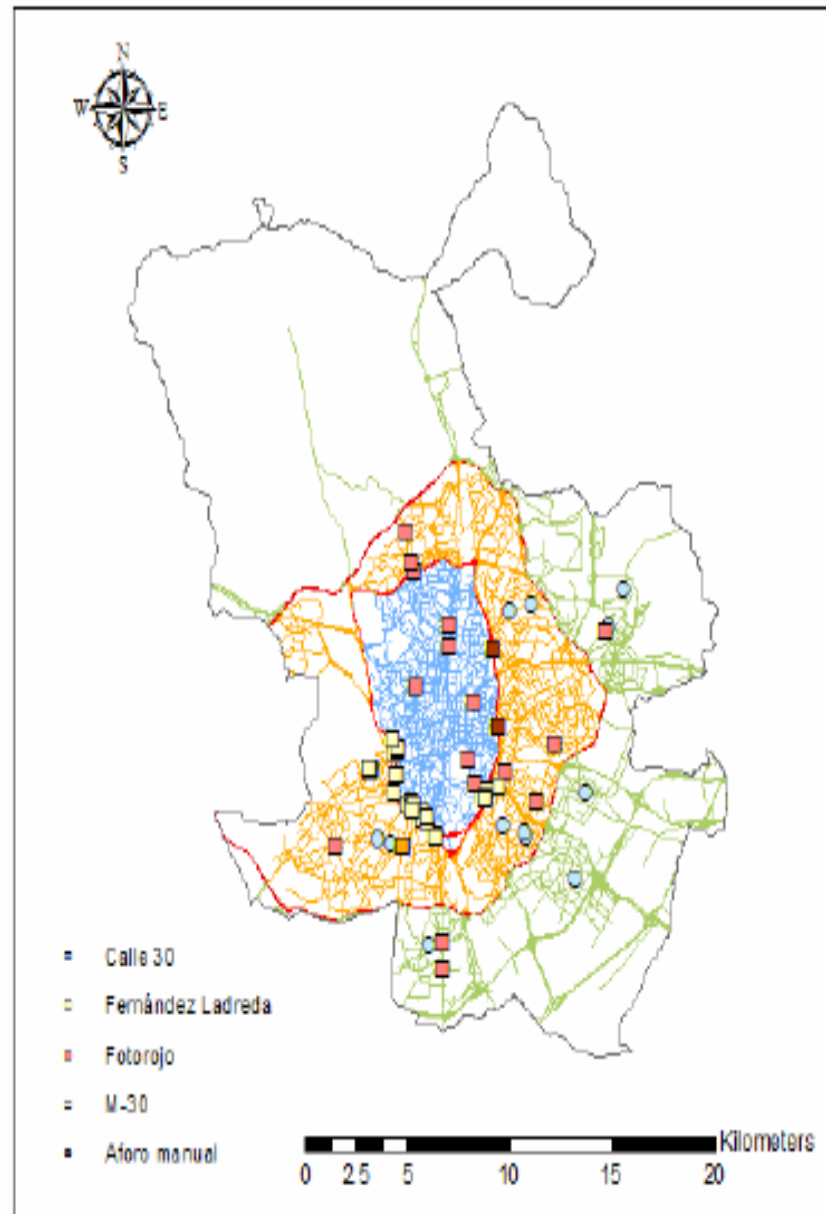 N
W E
S
Calle 30
Fernández Ladreda
Fotorojo
M-30
Aforo manual
Kilometers
0 2.5 5 10 15 20